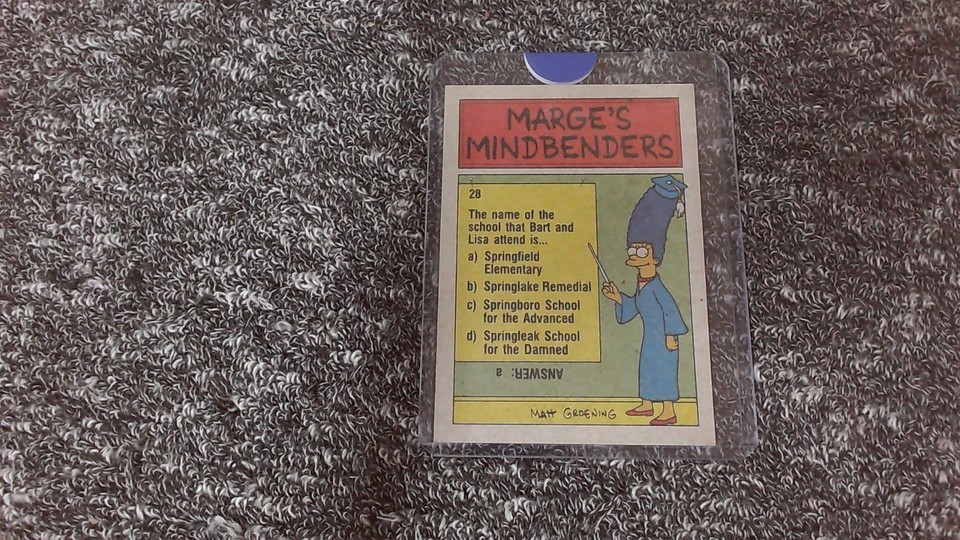 MARGE'S
MINDBENDERS
28
The name of the
school that Bart and
Lisa attend is...
a) Springfield
Elementary
b) Springlake Remedial
c) Springboro School
for the Advanced
d) Springleak School
for the Damned
ANSWER: a
MATT GROENING